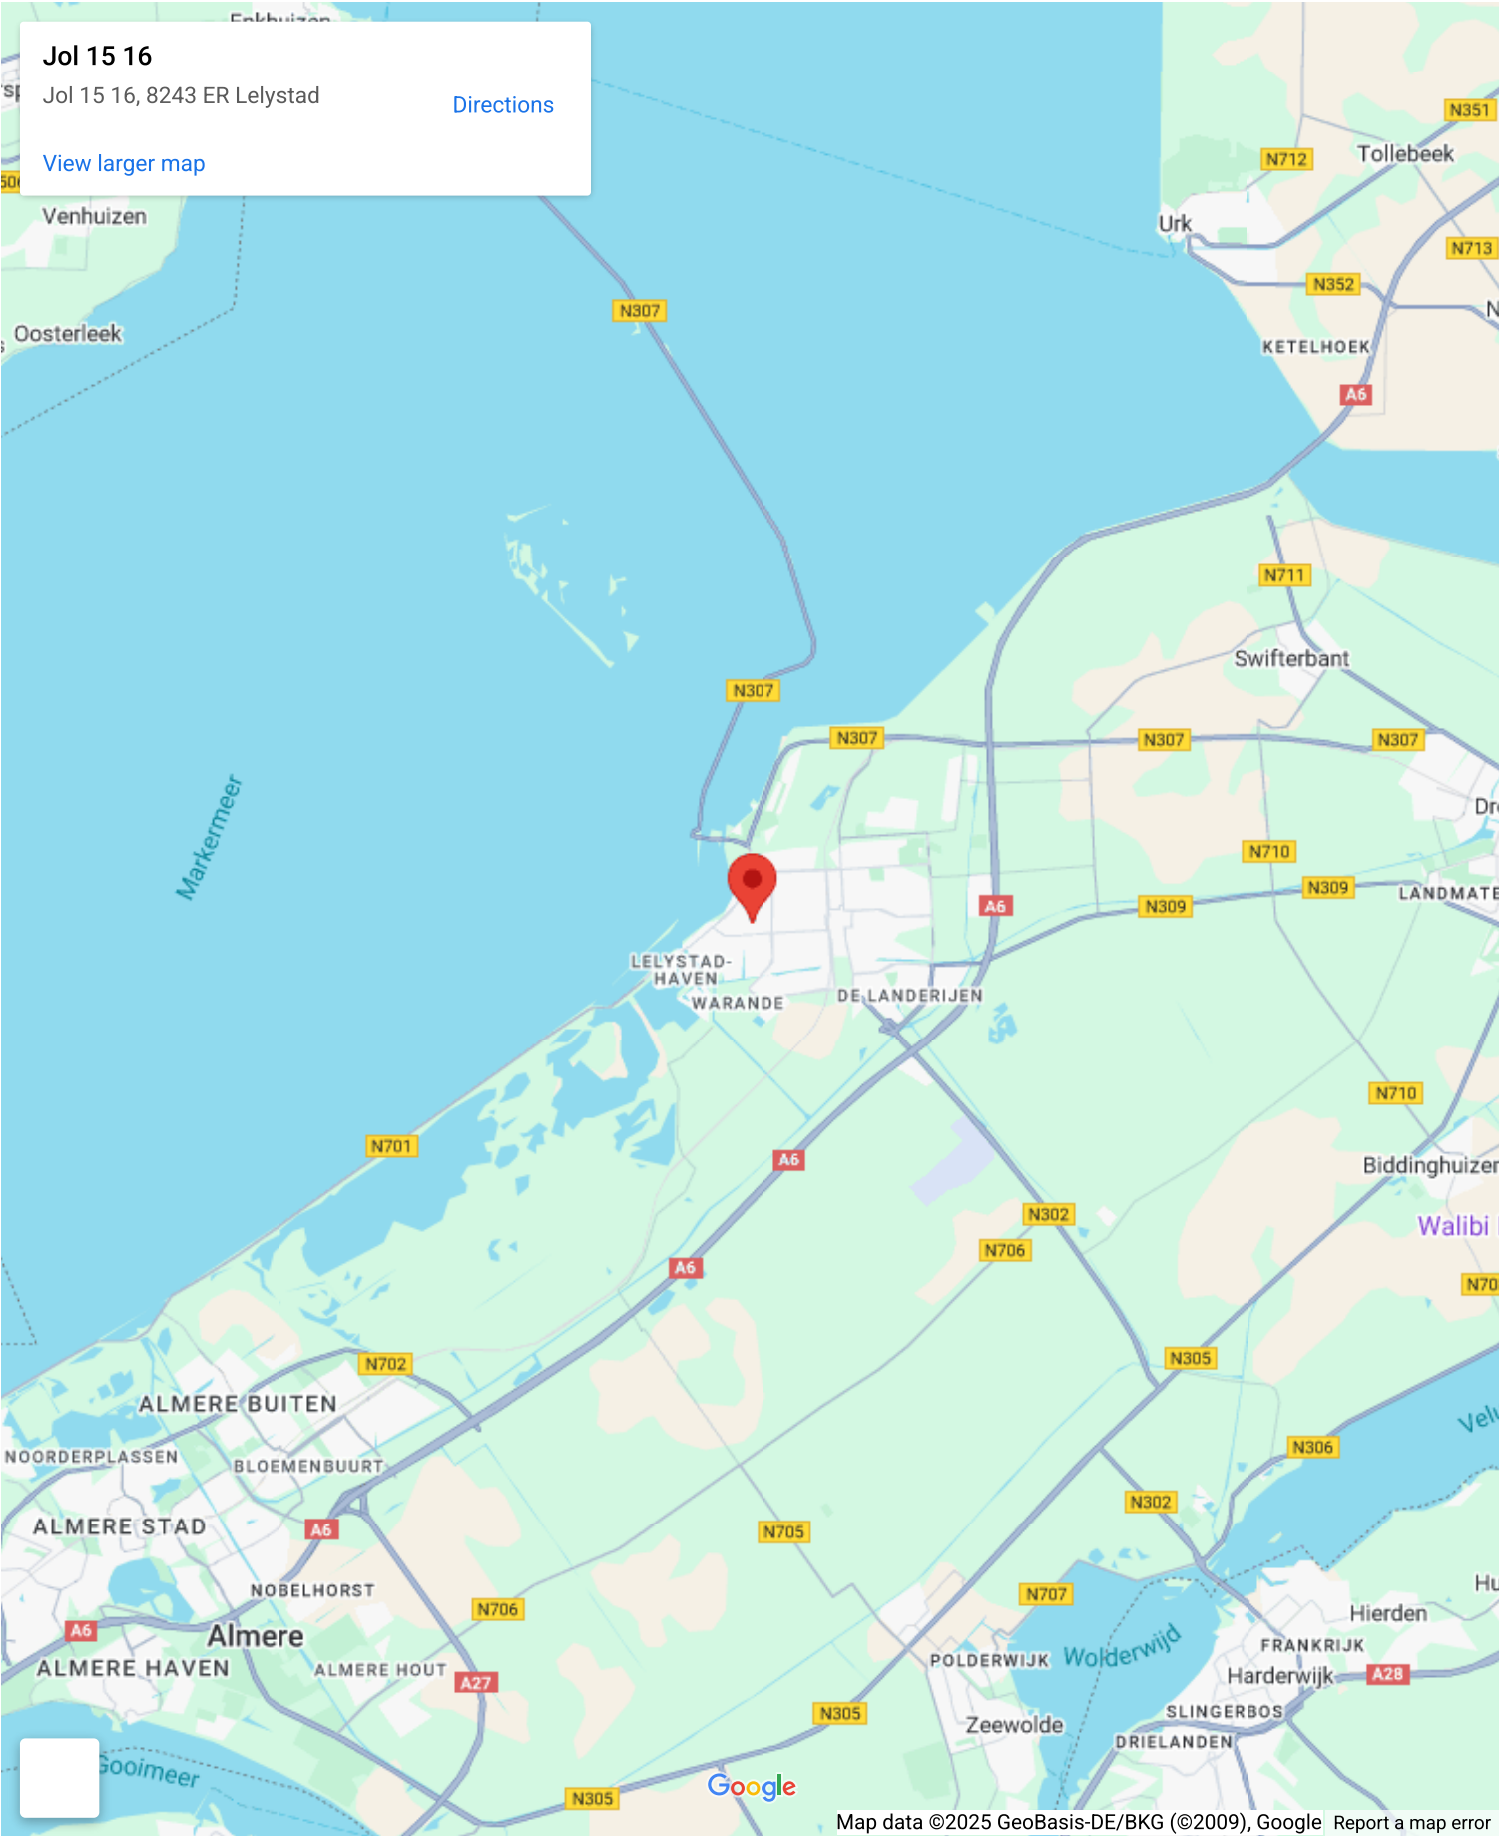 Enkhuizen
Jol 15 16
Jol 15 16, 8243 ER Lelystad
Directions
View larger map
N351
N712
Tollebeek
Venhuizen
Urk
N713
N352
N307
Oosterleek
KETELHOEK
A6
N711
Swifterbant
N307
N307
N307
N307
Markermeer
N710
A6
N309
N309
LELYSTAD-
HAVEN
WARANDE
DE LANDERIJEN
N710
N701
A6
Biddinghuizen
N302
Walibi
N706
A6
N70
N305
N702
ALMERE BUITEN
N306
NOORDERPLASSEN
BLOEMENBUURT
N302
ALMERE STAD
A6
N705
NOBELHORST
N707
Hierden
N706
A6
Almere
Wolderwijd
FRANKRIJK
ALMERE HAVEN
ALMERE HOUT
POLDERWIJK
Harderwijk
A28
A27
N305
SLINGERBOS
Zeewolde
DRIELANDEN
Gooimeer
Google
N305
Map data ©2025 GeoBasis-DE/BKG (©2009), Google
Report a map error